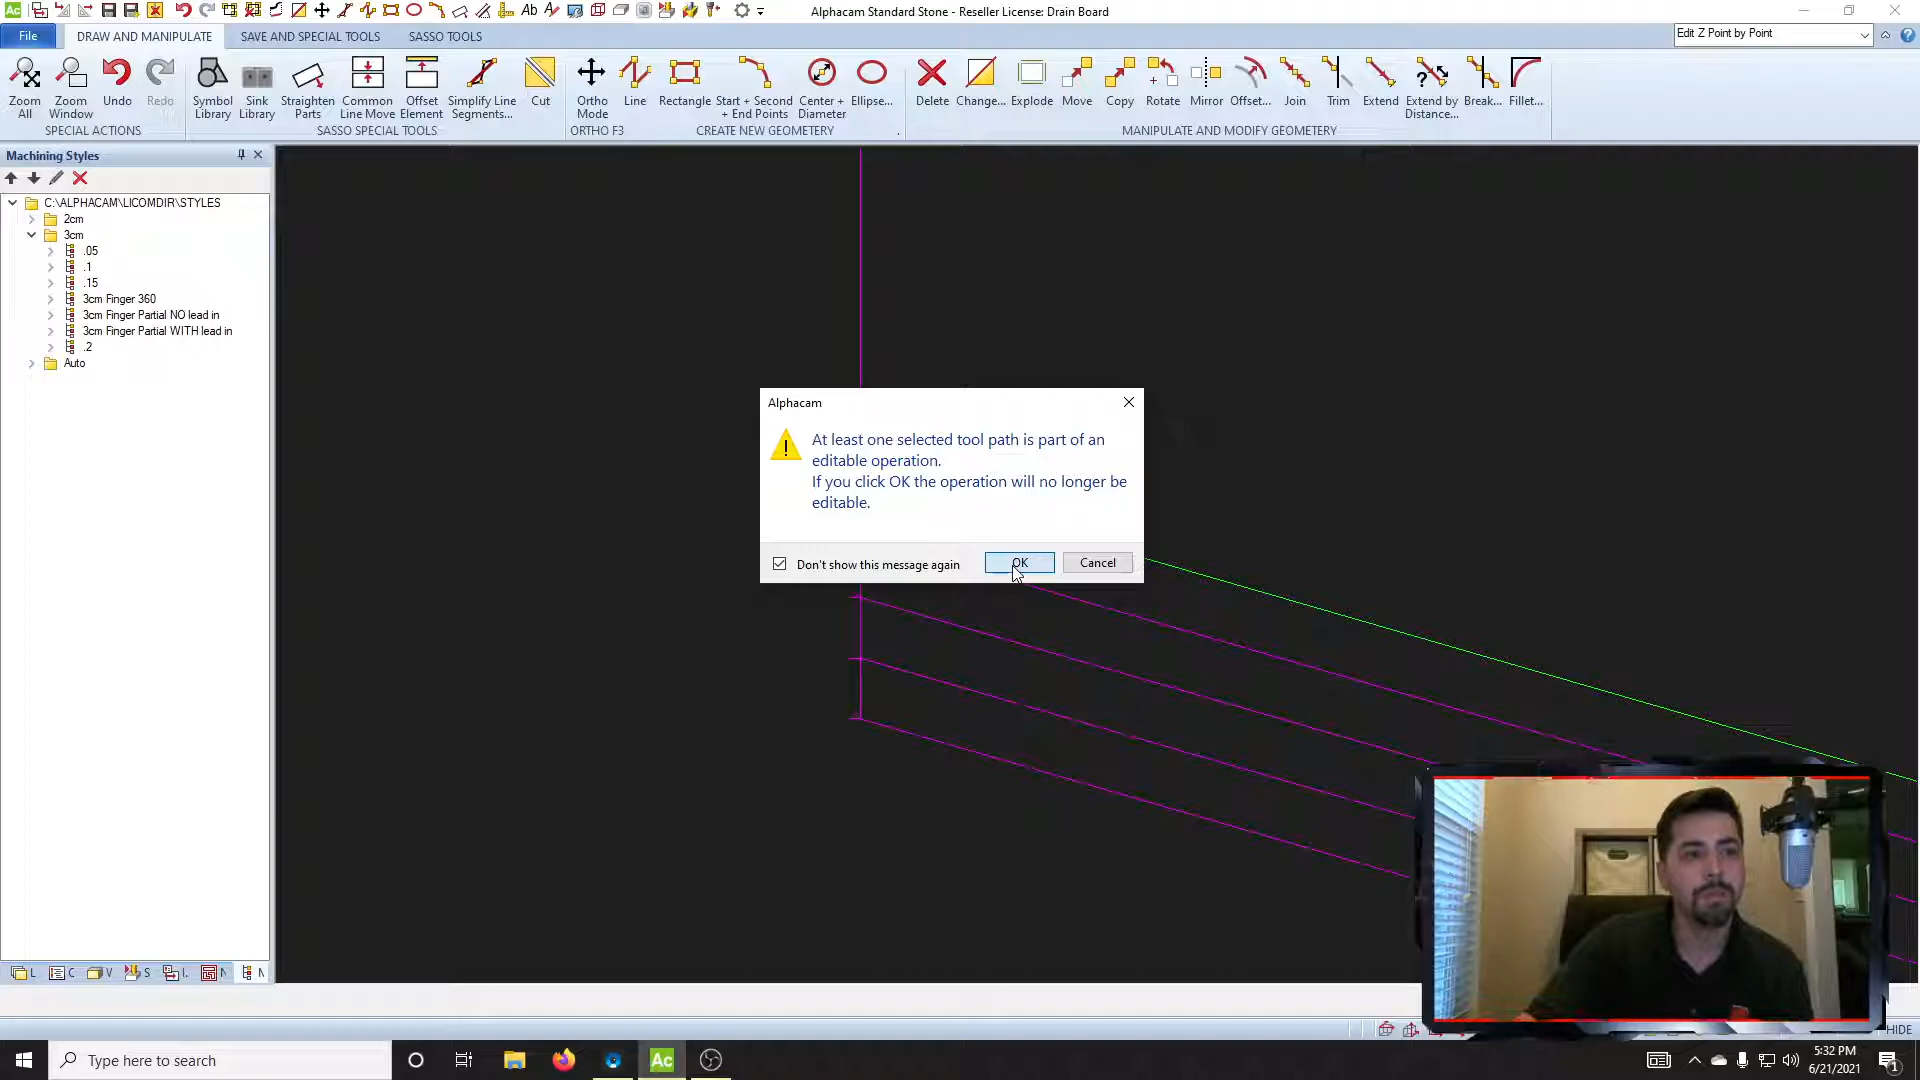 Alphacam Standard Stone - Reseller License: Drain Board
File
DRAW AND MANIPULATE
SAVE AND SPECIAL TOOLS
SASSO TOOLS
Edit Z Point by Point
Zoom All
Zoom Window
Undo
Redo
Symbol Library
Sink Library
Straighten Parts
Common Line Move
Offset Element
Simplify Line Segments...
Cut
Ortho Mode
Line
Rectangle
Start + Second + End Points
Center + Diameter
Ellipse...
Delete
Change...
Explode
Move
Copy
Rotate
Mirror
Offset...
Join
Trim
Extend
Extend by Distance...
Break...
Fillet...
SPECIAL ACTIONS
SASSO SPECIAL TOOLS
ORTHO F3
CREATE NEW GEOMETRY
MANIPULATE AND MODIFY GEOMETRY
Machining Styles
C:\ALPHACAM\LICOMDIR\STYLES
2cm
3cm
.05
.1
.15
3cm Finger 360
3cm Finger Partial NO lead in
3cm Finger Partial WITH lead in
.2
Auto
Alphacam
At least one selected tool path is part of an
editable operation.
If you click OK the operation will no longer be
editable.
Don't show this message again
OK
Cancel
L
C
V
S
I.
HIDE
Type here to search
Ac
5:32 PM
6/21/2021
1